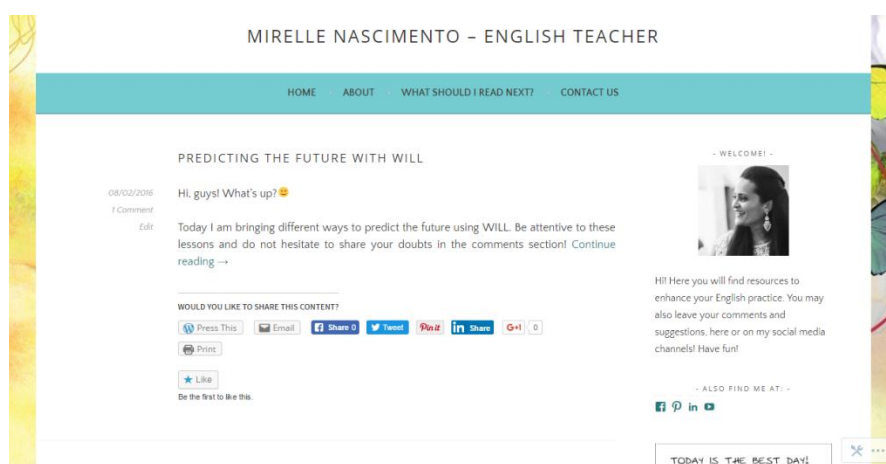 MIRELLE NASCIMENTO – ENGLISH TEACHER
HOME
ABOUT
WHAT SHOULD I READ NEXT?
CONTACT US
PREDICTING THE FUTURE WITH WILL
08/02/2016
1 Comment
Edit
Hi, guys! What's up?
Today I am bringing different ways to predict the future using WILL. Be attentive to these
lessons and do not hesitate to share your doubts in the comments section! Continue
reading →
WOULD YOU LIKE TO SHARE THIS CONTENT?
Press This
Email
Share 0
Tweet
Pin it
in Share
G+1 0
Print
Like
Be the first to like this.
- WELCOME! -
HI! Here you will find resources to
enhance your English practice. You may
also leave your comments and
suggestions, here or on my social media
channels! Have fun!
- ALSO FIND ME AT: -
TODAY IS THE BEST DAY!